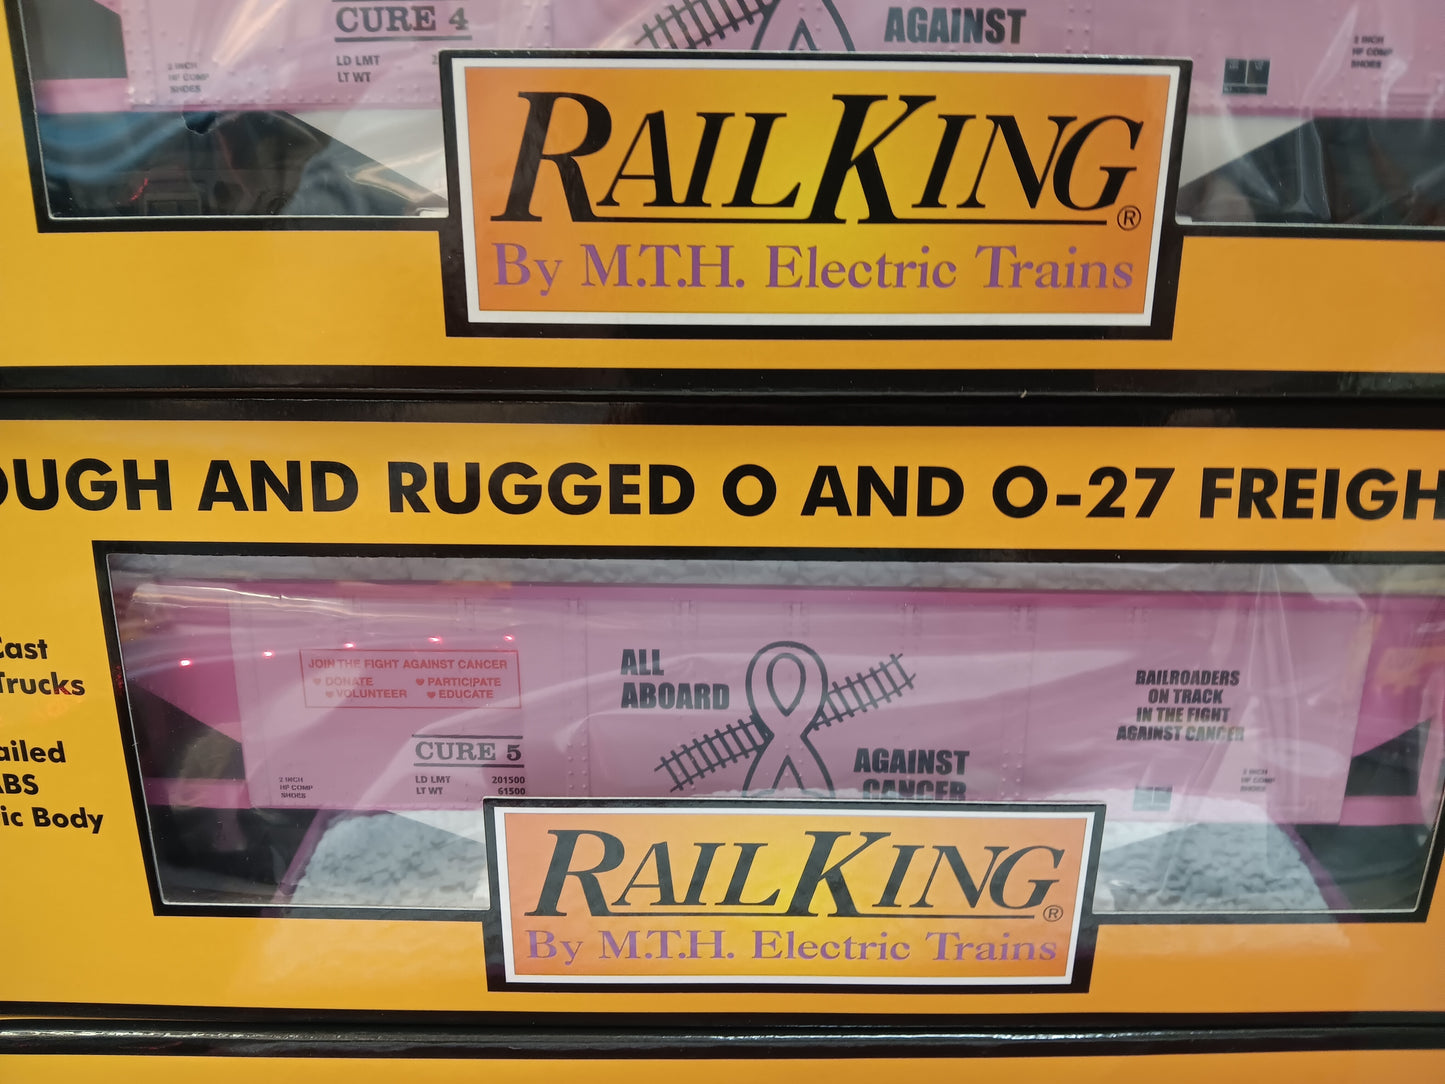 CURE 4
LD LMT
LT WT
2 INCH
HF COMP
SHOES
AGAINST
2 INCH
HF COMP
SHOES
RAILKING®
By M.T.H. Electric Trains
OUGH AND RUGGED O AND O-27 FREIGH
Cast
Trucks
ailed
ABS
ic Body
JOIN THE FIGHT AGAINST CANCER
DONATE PARTICIPATE
VOLUNTEER EDUCATE
CURE 5
LD LMT 201500
LT WT 61500
2 INCH
HF COMP
SHOES
ALL
ABOARD
AGAINST
CANCER
RAILROADERS
ON TRACK
IN THE FIGHT
AGAINST CANCER
2 INCH
HF COMP
SHOES
RAILKING®
By M.T.H. Electric Trains